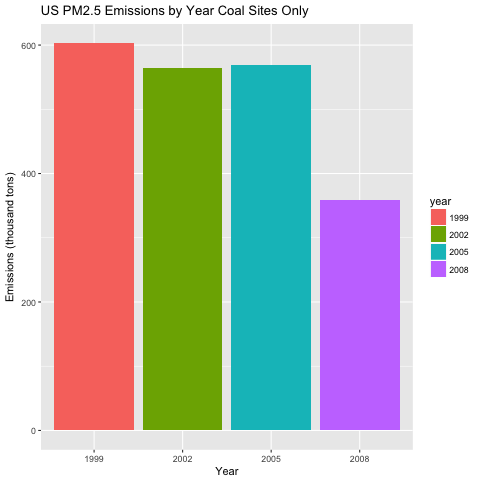 US PM2.5 Emissions by Year Coal Sites Only
Emissions (thousand tons)
600
400
200
0
1999 2002 2005 2008
Year
year
1999
2002
2005
2008